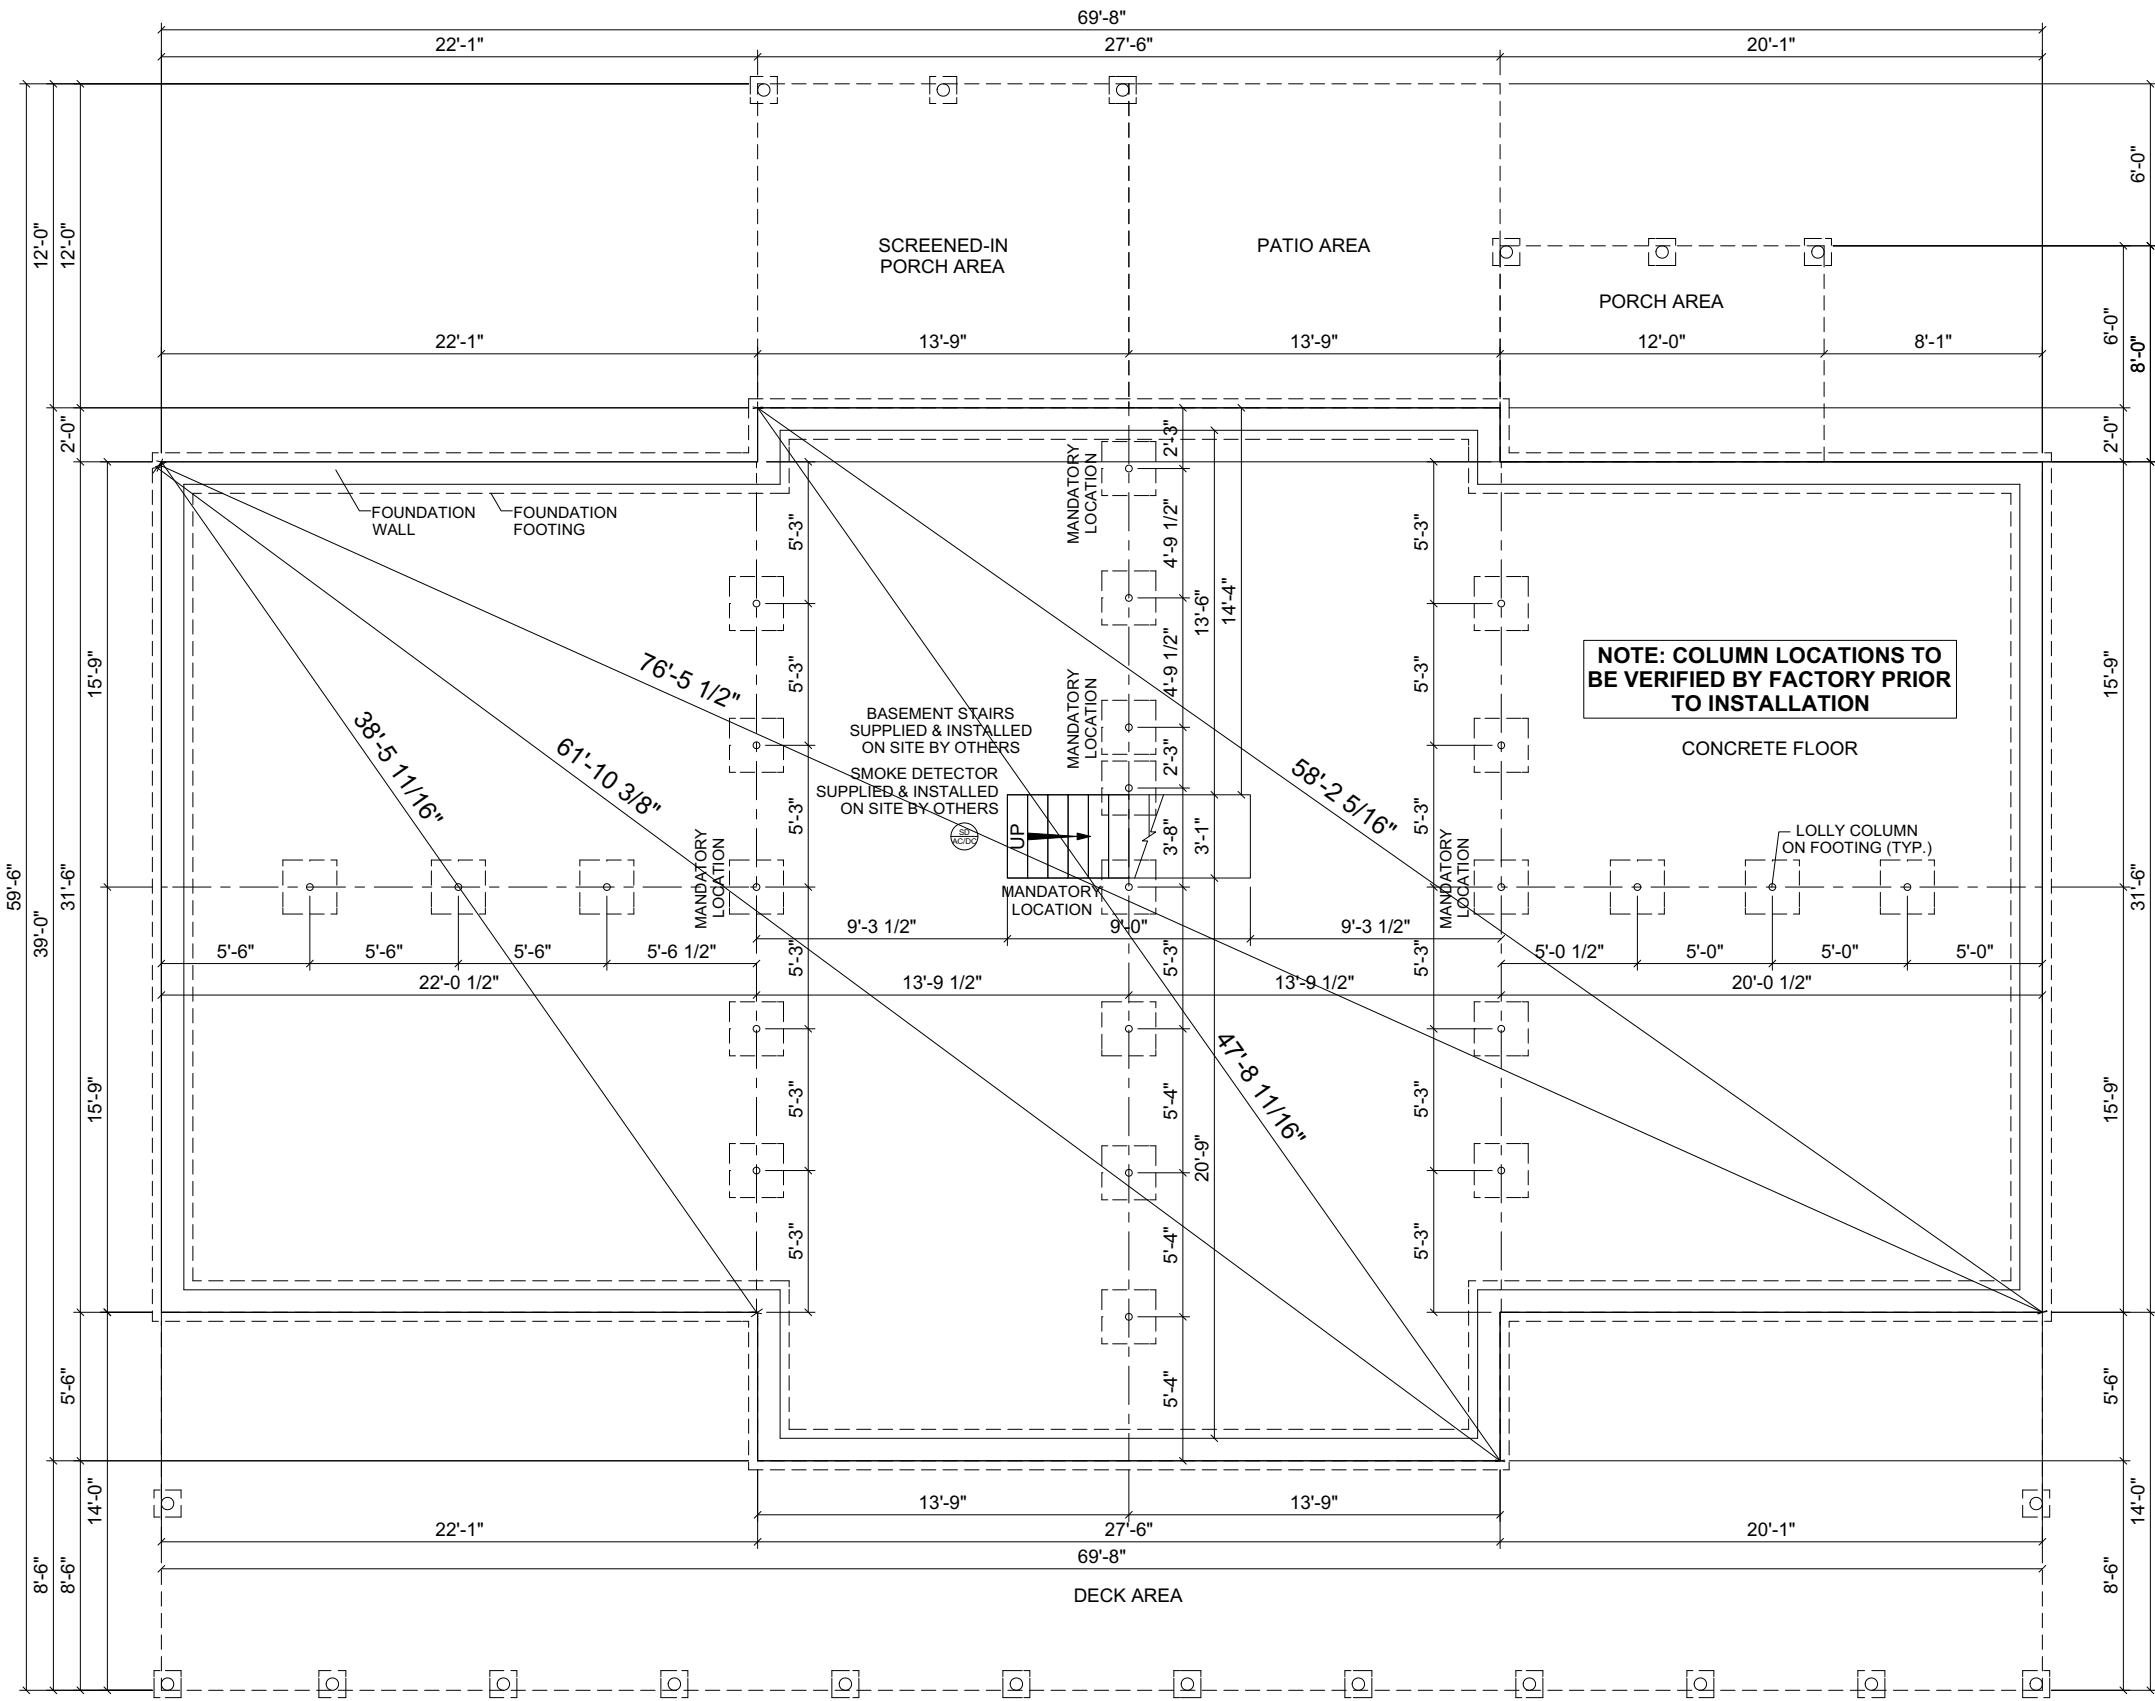 69'-8"
22'-1"
27'-6"
20'-1"
12'-0"
12'-0"
6'-0"
SCREENED-IN
PORCH AREA
PATIO AREA
PORCH AREA
6'-0"
8'-0"
22'-1"
13'-9"
13'-9"
12'-0"
8'-1"
2'-0"
2'-0"
2'-3"
MANDATORY
LOCATION
FOUNDATION
WALL
FOUNDATION
FOOTING
5'-3"
4'-9 1/2"
5'-3"
13'-6"
14'-4"
15'-9"
76'-5 1/2"
5'-3"
4'-9 1/2"
5'-3"
NOTE: COLUMN LOCATIONS TO
BE VERIFIED BY FACTORY PRIOR
TO INSTALLATION
15'-9"
CONCRETE FLOOR
38'-5 11/16"
61'-10 3/8"
BASEMENT STAIRS
SUPPLIED & INSTALLED
ON SITE BY OTHERS
MANDATORY
LOCATION
2'-3"
SMOKE DETECTOR
SUPPLIED & INSTALLED
ON SITE BY OTHERS
58'-2 5/16"
5'-3"
5'-3"
SD
AC/DC
UP
3'-8"
3'-1"
LOLLY COLUMN
ON FOOTING (TYP.)
59'-6"
39'-0"
31'-6"
MANDATORY
LOCATION
MANDATORY
LOCATION
MANDATORY
LOCATION
31'-6"
9'-3 1/2"
9'-0"
9'-3 1/2"
5'-6"
5'-6"
5'-6"
5'-6 1/2"
5'-3"
5'-3"
5'-3"
5'-0 1/2"
5'-0"
5'-0"
5'-0"
22'-0 1/2"
13'-9 1/2"
13'-9 1/2"
20'-0 1/2"
47'-8 11/16"
15'-9"
5'-3"
5'-4"
20'-9"
5'-3"
15'-9"
5'-3"
5'-4"
5'-3"
5'-6"
5'-4"
5'-6"
14'-0"
14'-0"
13'-9"
13'-9"
22'-1"
27'-6"
20'-1"
69'-8"
8'-6"
8'-6"
8'-6"
DECK AREA